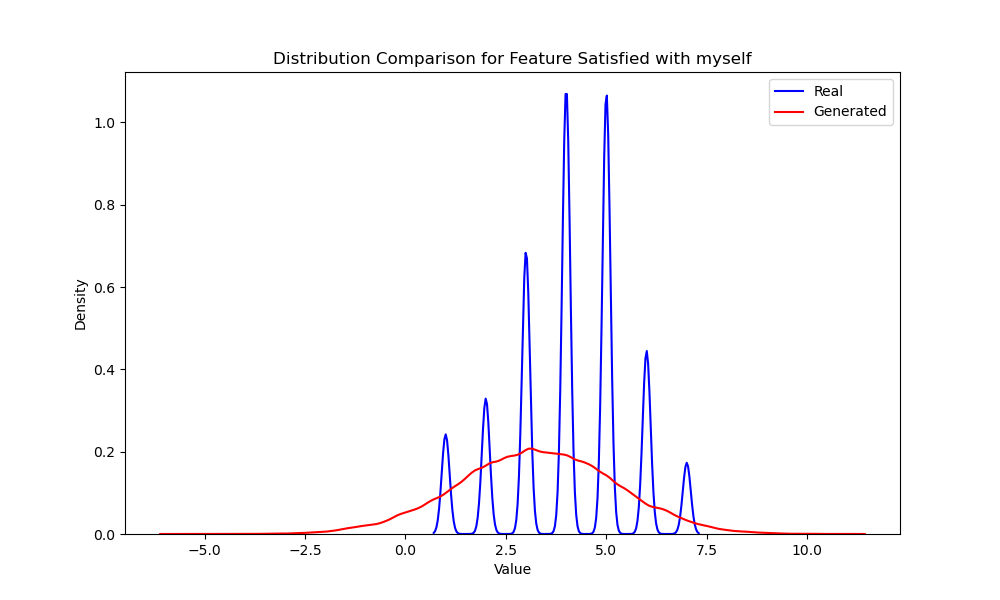 Distribution Comparison for Feature Satisfied with myself
Real
Generated
Density
1.0
0.8
0.6
0.4
0.2
0.0
−5.0 −2.5 0.0 2.5 5.0 7.5 10.0
Value